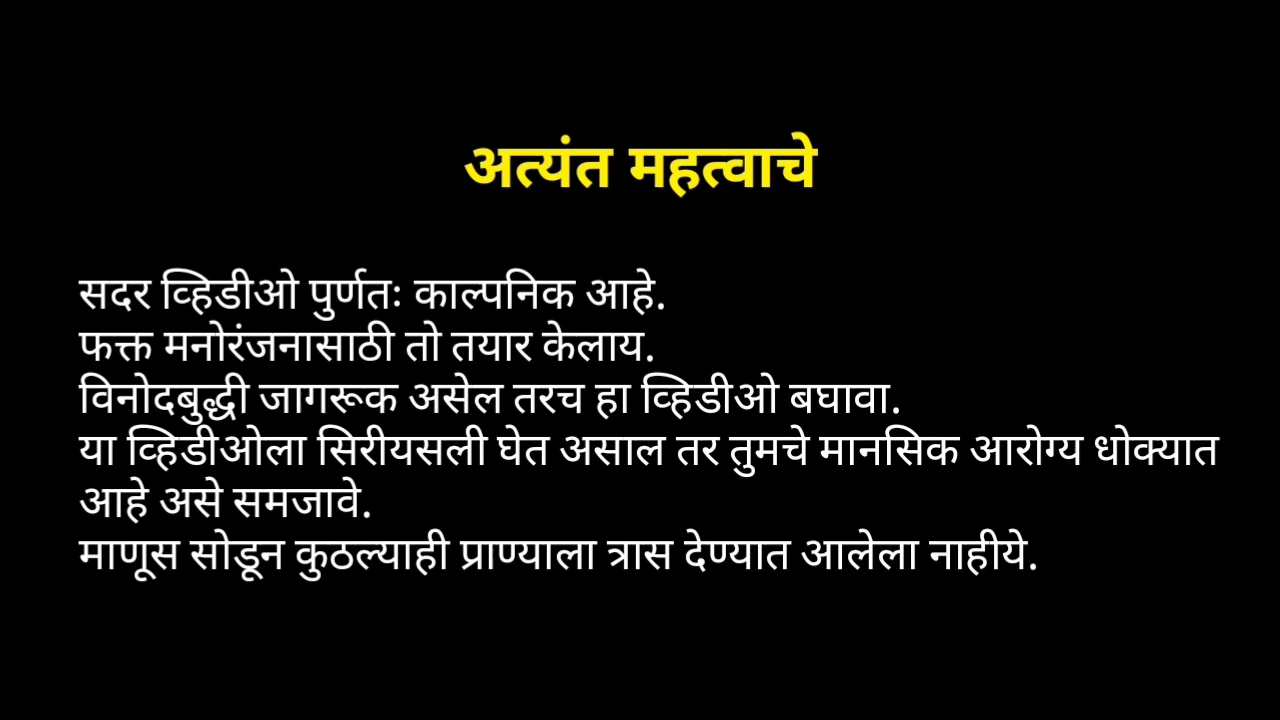 अत्यंत महत्वाचे
सदर व्हिडीओ पुर्णतः काल्पनिक आहे.
फक्त मनोरंजनासाठी तो तयार केलाय.
विनोदबुद्धी जागरूक असेल तरच हा व्हिडीओ बघावा.
या व्हिडीओला सिरीयसली घेत असाल तर तुमचे मानसिक आरोग्य धोक्यात
आहे असे समजावे.
माणूस सोडून कुठल्याही प्राण्याला त्रास देण्यात आलेला नाहीये.